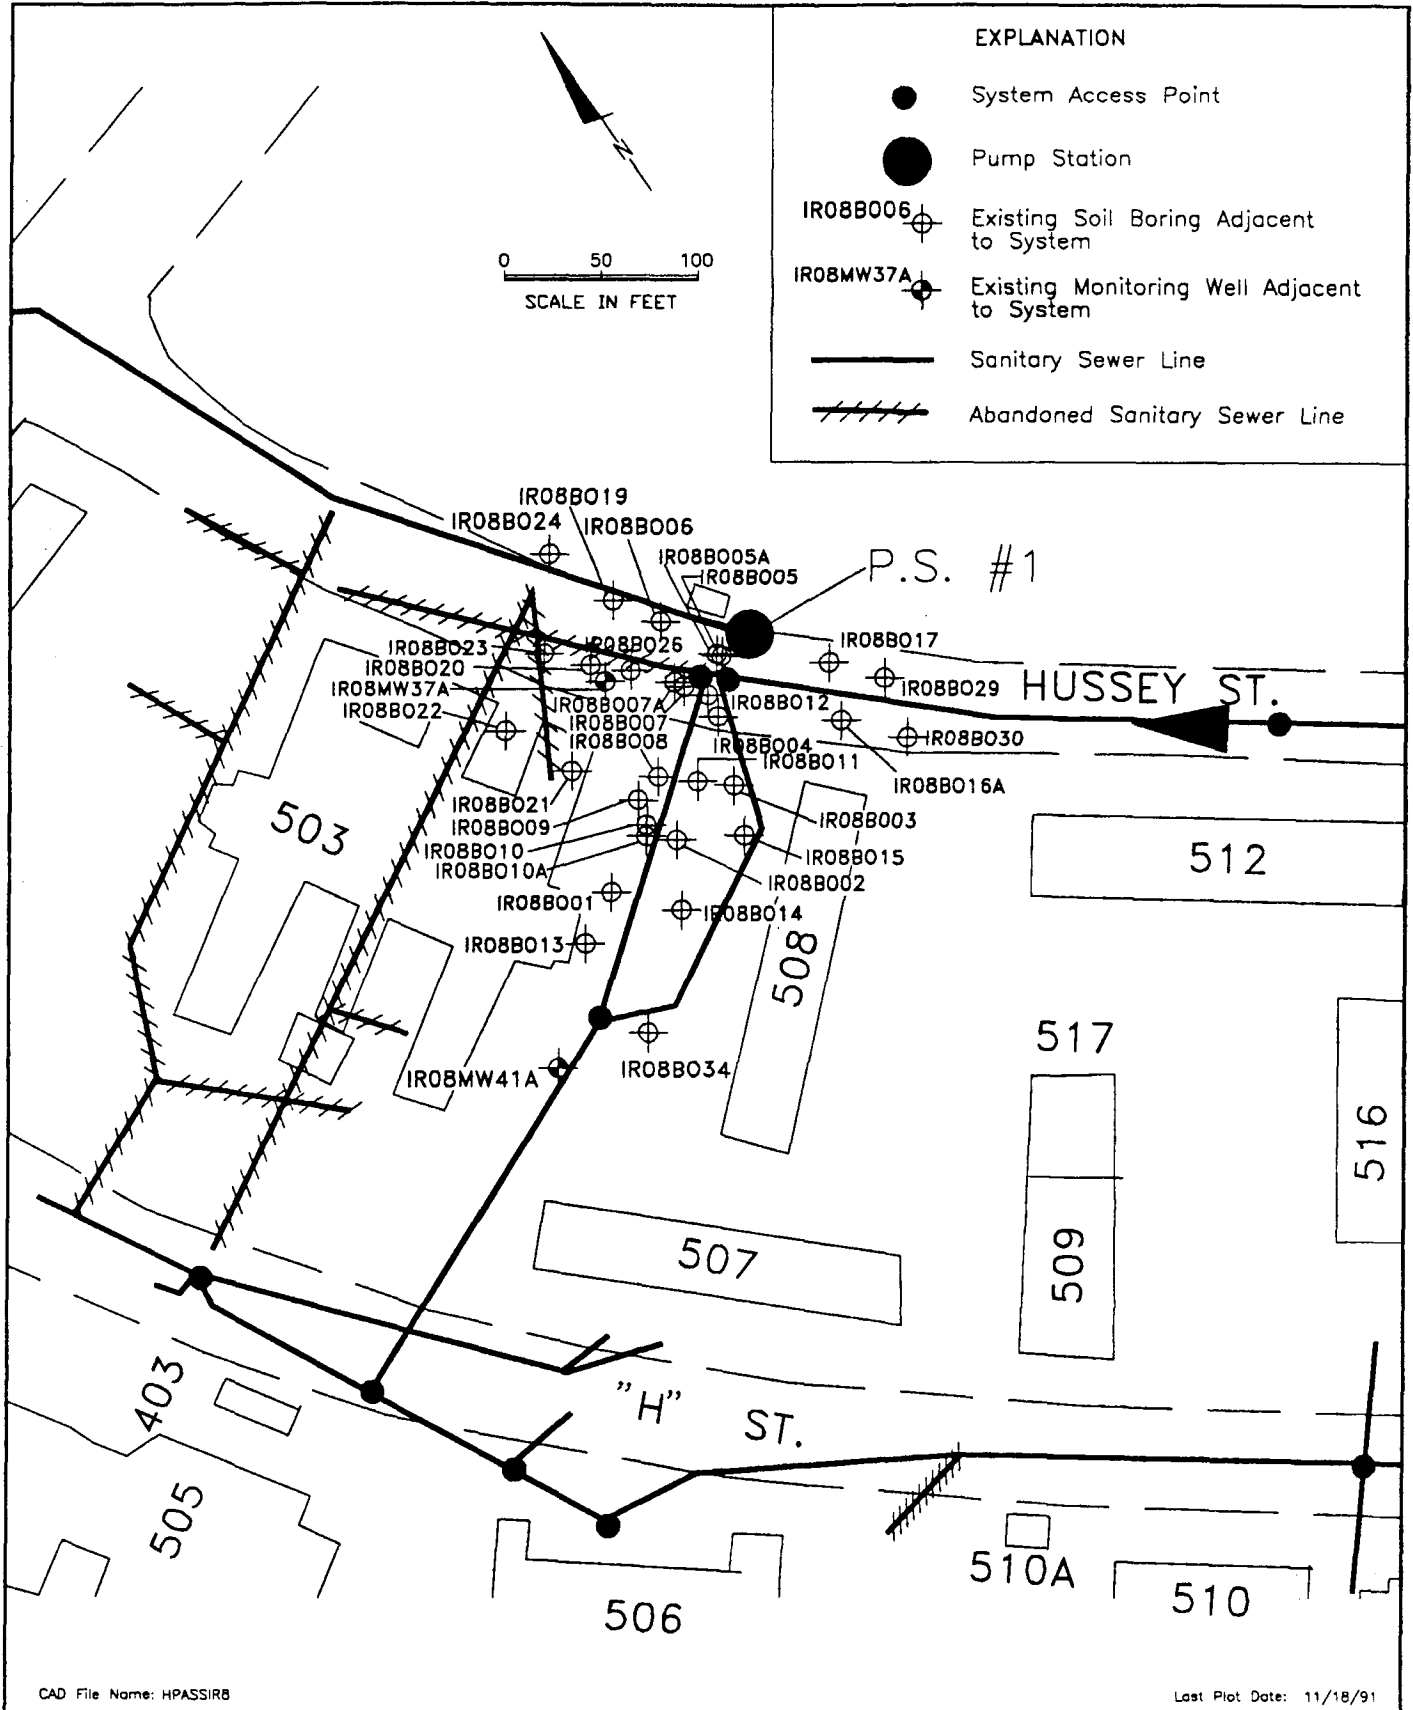 EXPLANATION
System Access Point
Pump Station
IR08B006
Existing Soil Boring Adjacent
to System
IR08MW37A
Existing Monitoring Well Adjacent
to System
Sanitary Sewer Line
Abandoned Sanitary Sewer Line
N
0 50 100
SCALE IN FEET
IR08B019
IR08B024
IR08B006
IR08B005A
IR08B005
P.S. #1
IR08B023
IR08B026
IR08B017
IR08B020
IR08MW37A
IR08B029
HUSSEY ST.
IR08B007A
IR08B012
IR08B022
IR08B007
IR08B008
IR08B004
IR08B030
IR08B011
IR08B016A
IR08B021
IR08B009
IR08B003
503
IR08B010
IR08B015
512
IR08B010A
IR08B002
IR08B001
IR08B014
IR08B013
508
517
IR08MW41A
IR08B034
516
507
509
403
"H" ST.
505
510A
510
506
CAD File Name: HPASSIR8
Last Plot Date: 11/18/91